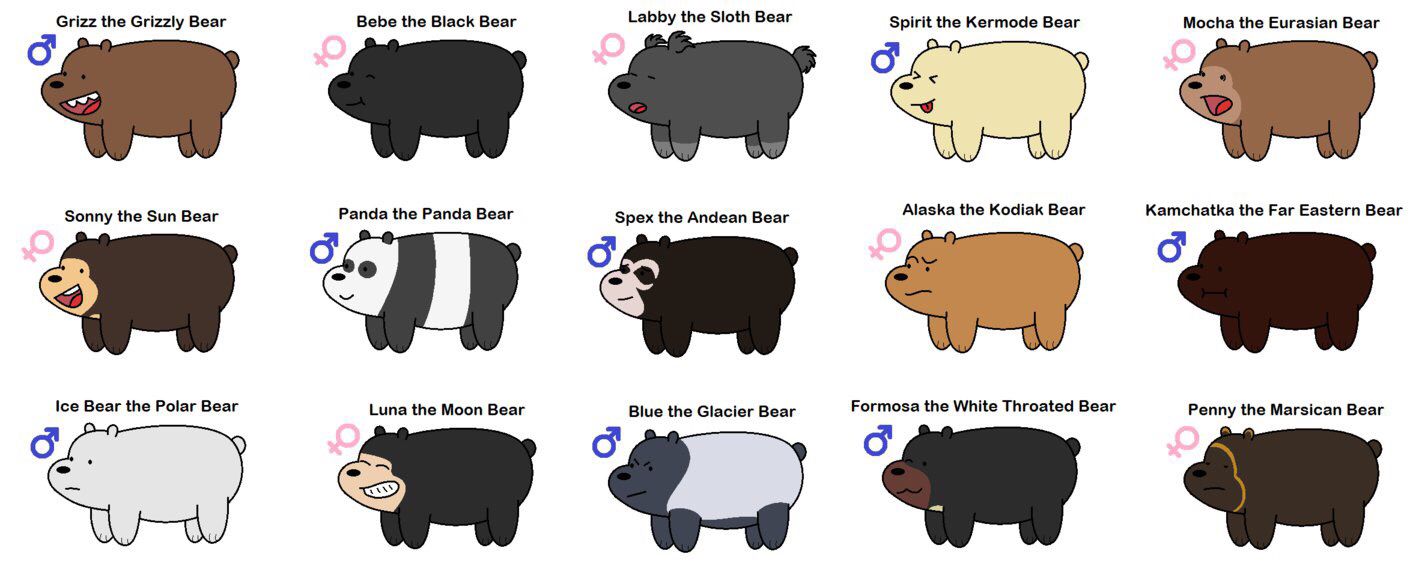 Grizz the Grizzly Bear
Bebe the Black Bear
Labby the Sloth Bear
Spirit the Kermode Bear
Mocha the Eurasian Bear
Sonny the Sun Bear
Panda the Panda Bear
Spex the Andean Bear
Alaska the Kodiak Bear
Kamchatka the Far Eastern Bear
Ice Bear the Polar Bear
Luna the Moon Bear
Blue the Glacier Bear
Formosa the White Throated Bear
Penny the Marsican Bear